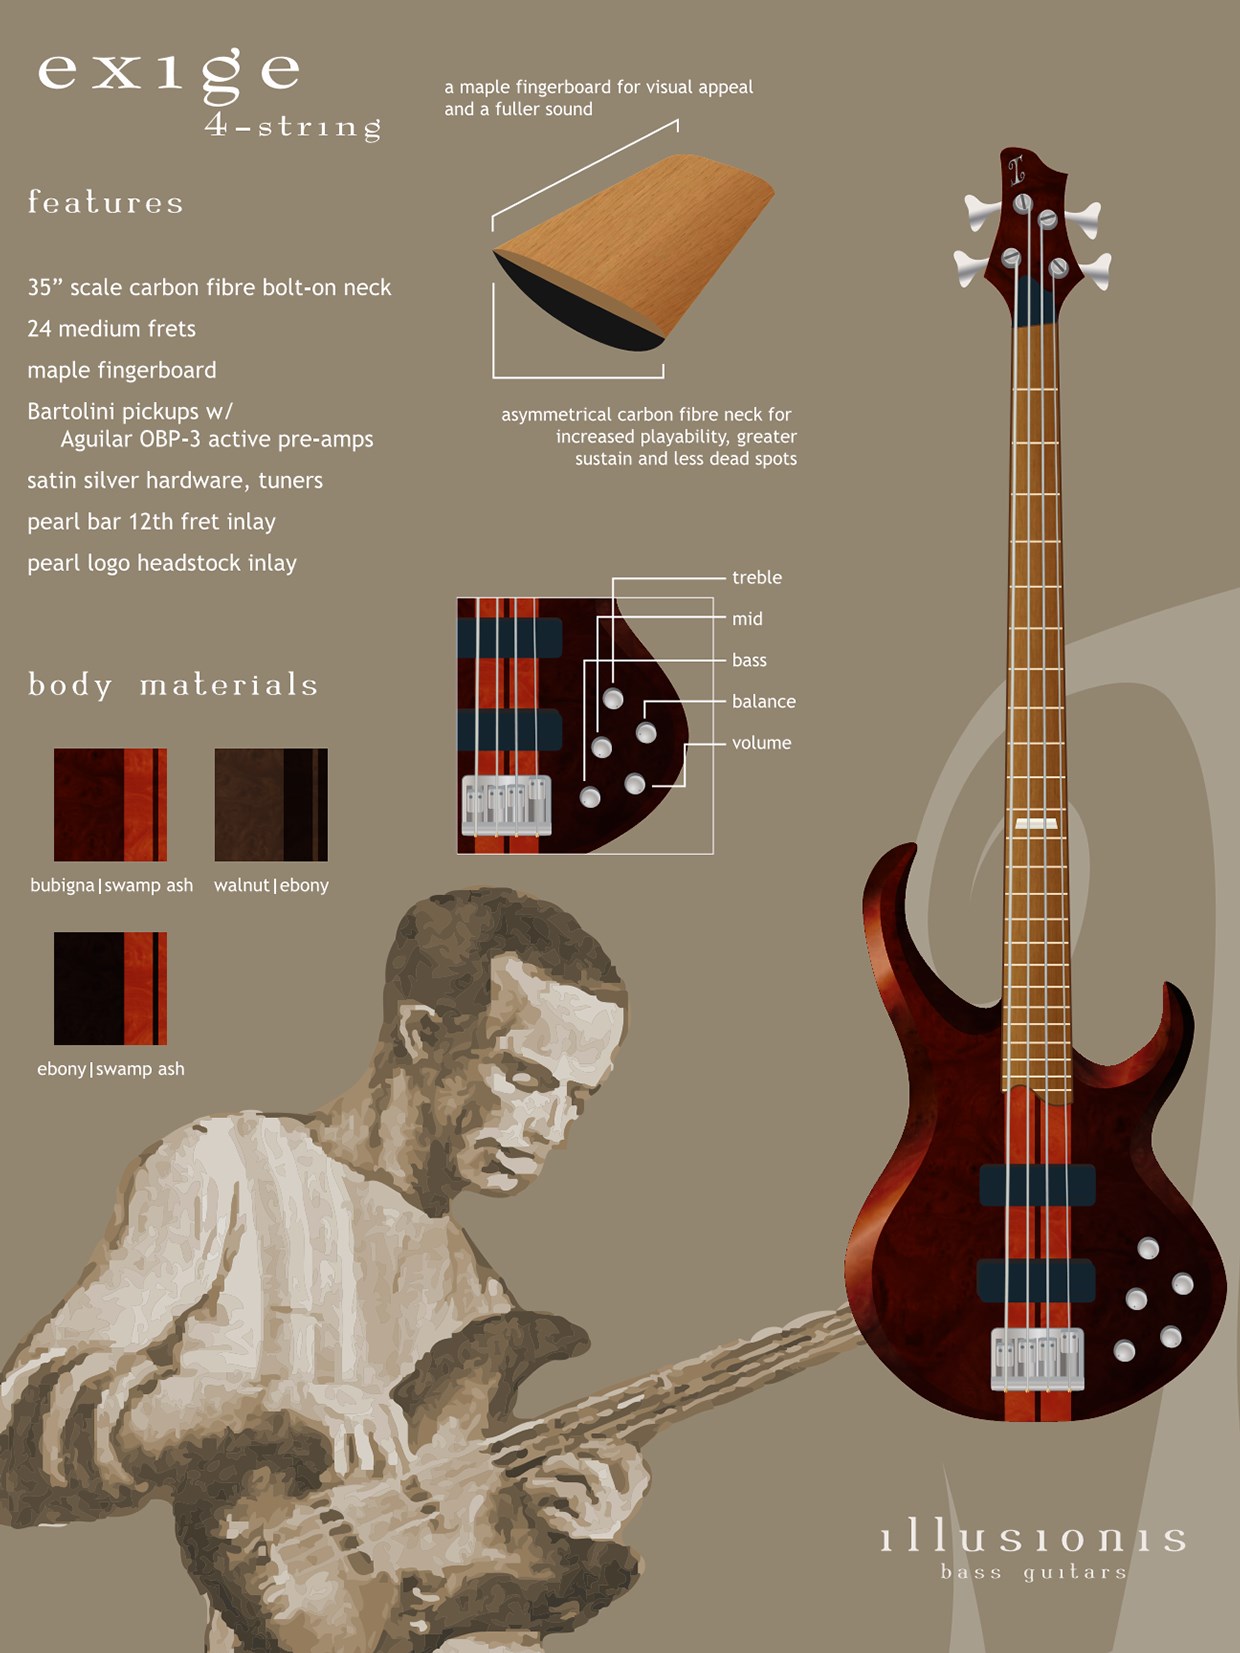 exige
4-string
features
35” scale carbon fibre bolt-on neck
24 medium frets
maple fingerboard
Bartolini pickups w/
Aguilar OBP-3 active pre-amps
satin silver hardware, tuners
pearl bar 12th fret inlay
pearl logo headstock inlay
a maple fingerboard for visual appeal
and a fuller sound
asymmetrical carbon fibre neck for
increased playability, greater
sustain and less dead spots
treble
mid
bass
balance
volume
body materials
bubigna|swamp ash
walnut|ebony
ebony|swamp ash
illusionis
bass guitars